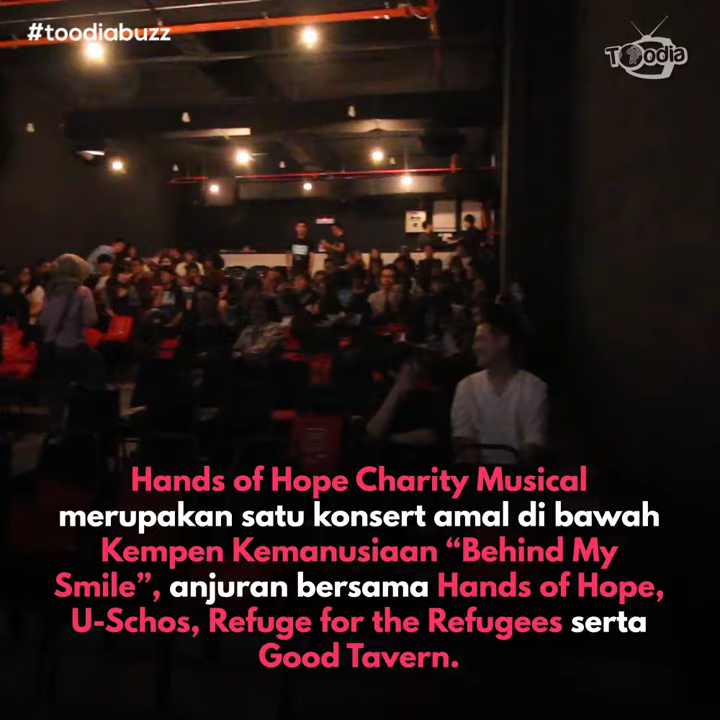 #toodiabuzz
Toodia
Hands of Hope Charity Musical
merupakan satu konsert amal di bawah
Kempen Kemanusiaan “Behind My
Smile”, anjuran bersama Hands of Hope,
U-Schos, Refuge for the Refugees serta
Good Tavern.